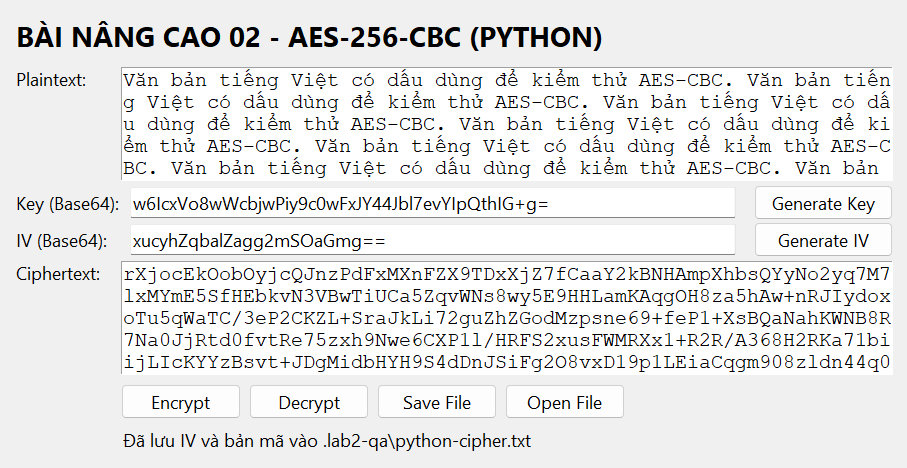 BÀI NÂNG CAO 02 - AES-256-CBC (PYTHON)
Plaintext:
Văn bản tiếng Việt có dấu dùng để kiểm thử AES-CBC. Văn bản tiến
g Việt có dấu dùng để kiểm thử AES-CBC. Văn bản tiếng Việt có dấ
u dùng để kiểm thử AES-CBC. Văn bản tiếng Việt có dấu dùng để ki
ểm thử AES-CBC. Văn bản tiếng Việt có dấu dùng để kiểm thử AES-C
BC. Văn bản tiếng Việt có dấu dùng để kiểm thử AES-CBC. Văn bản
Key (Base64): w6IcxVo8wWcbjwPiy9c0wFxJY44JbI7evYIpQthIG+g= Generate Key
IV (Base64): xucyhZqbalZagg2mSOaGmg== Generate IV
Ciphertext:
rXjocEkOobOyjcQJnzPdFxMXnFZX9TDxXjZ7fCaaY2kBNHAmpXhbsQYyNo2yq7M7
lxMYmE5SfHEbkvN3VBwTiUCa5ZqvWNs8wy5E9HHLamKAqgOH8za5hAw+nRJIydox
oTu5qWaTC/3eP2CKZL+SraJkLi72guZhZGodMzpsne69+feP1+XsBQaNahKWNB8R
7Na0JjRtd0fvtRe75zxh9Nwe6CXP1l/HRFS2xusFWMRXx1+R2R/A368H2RKa71bi
ijLIcKYYzBsvt+JDgMidbHYH9S4dDnJSiFg2O8vxD19p1LEiaCqgm908zldn44q0
Encrypt Decrypt Save File Open File
Đã lưu IV và bản mã vào .lab2-qa\python-cipher.txt